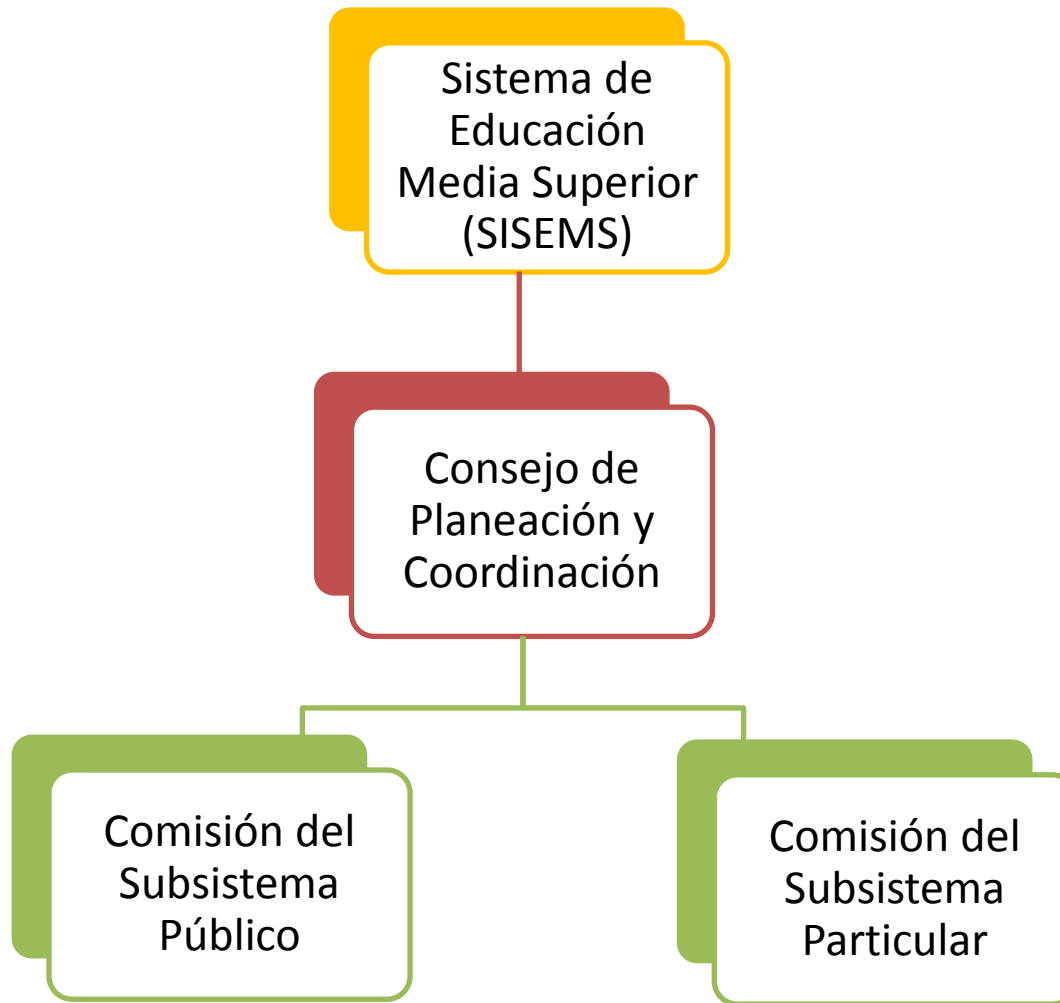 Sistema de
Educación
Media Superior
(SISEMS)
Consejo de
Planeación y
Coordinación
Comisión del
Subsistema
Público
Comisión del
Subsistema
Particular